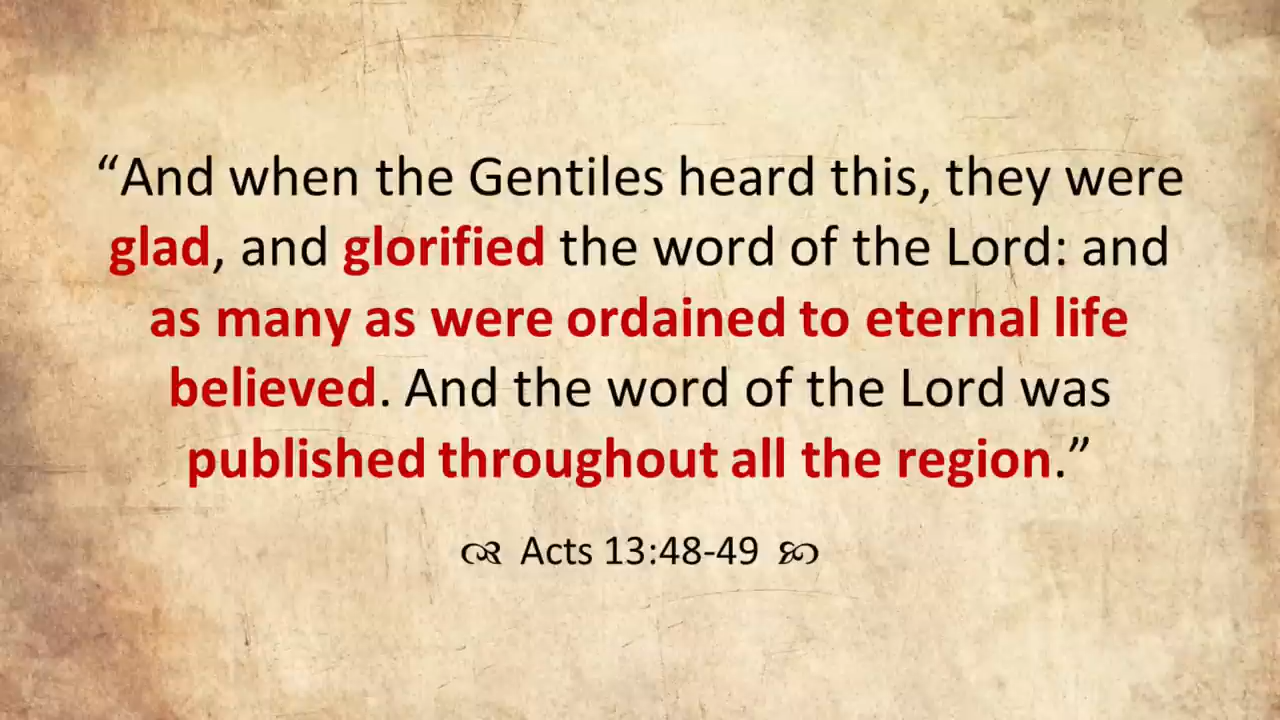 “And when the Gentiles heard this, they were
glad, and glorified the word of the Lord: and
as many as were ordained to eternal life
believed. And the word of the Lord was
published throughout all the region.”
Acts 13:48-49